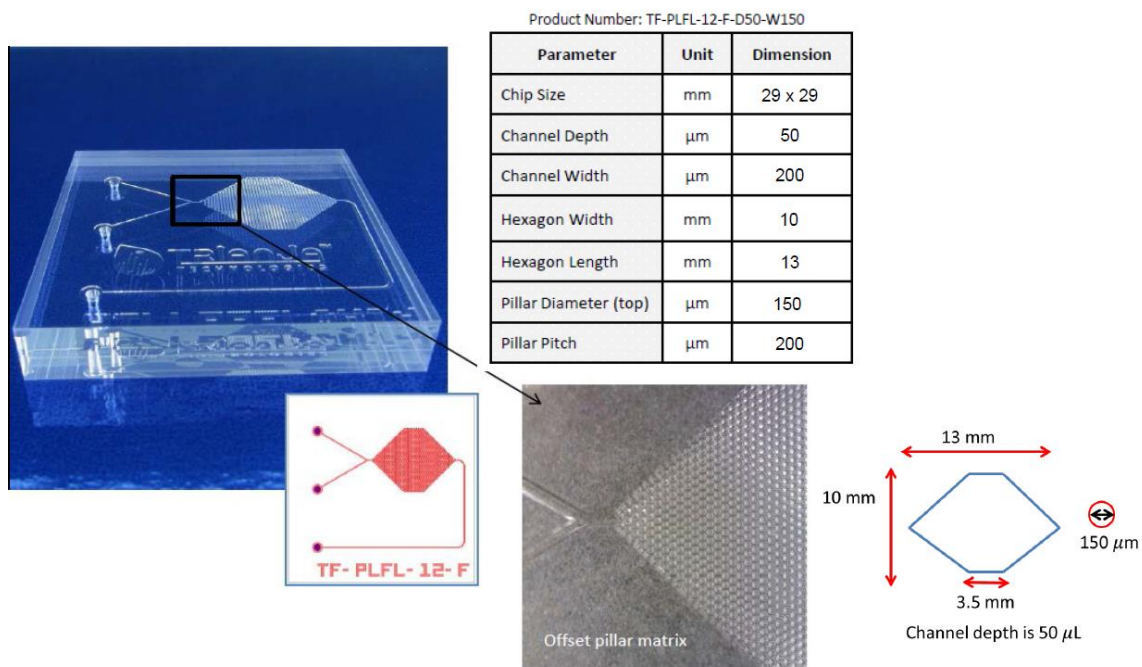 Product Number: TF-PLFL-12-F-D50-W150
Parameter Unit Dimension
Chip Size mm 29 x 29
Channel Depth μm 50
Channel Width μm 200
Hexagon Width mm 10
Hexagon Length mm 13
Pillar Diameter (top) μm 150
Pillar Pitch μm 200
TF- PLFL- 12- F
Offset pillar matrix
13 mm
10 mm
150 μm
3.5 mm
Channel depth is 50 μL